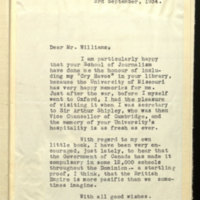 3rd September, 1934.
Dear Mr. Williams,
I am particularly happy
that your School of Journalism
have done me the honour of inclu-
ding my "Cry Havoc" in your library,
because the University of Missouri
has very happy memories for me.
Just after the war, before I myself
went to Oxford, I had the pleasure
of visiting it when I was Secretary
to Sir Arthur Shipley, who was then
Vice Chancellor of Cambridge, and
the memory of your University's
hospitality is as fresh as ever.
With regard to my own
little book, I have been very en-
couraged, just lately, to hear that
the Government of Canada has made it
compulsory in some 12,000 schools
throughout the Dominion - a startling
proof, I think, that the British
Empire is more pacific than we some-
times imagine.
With all good wishes.